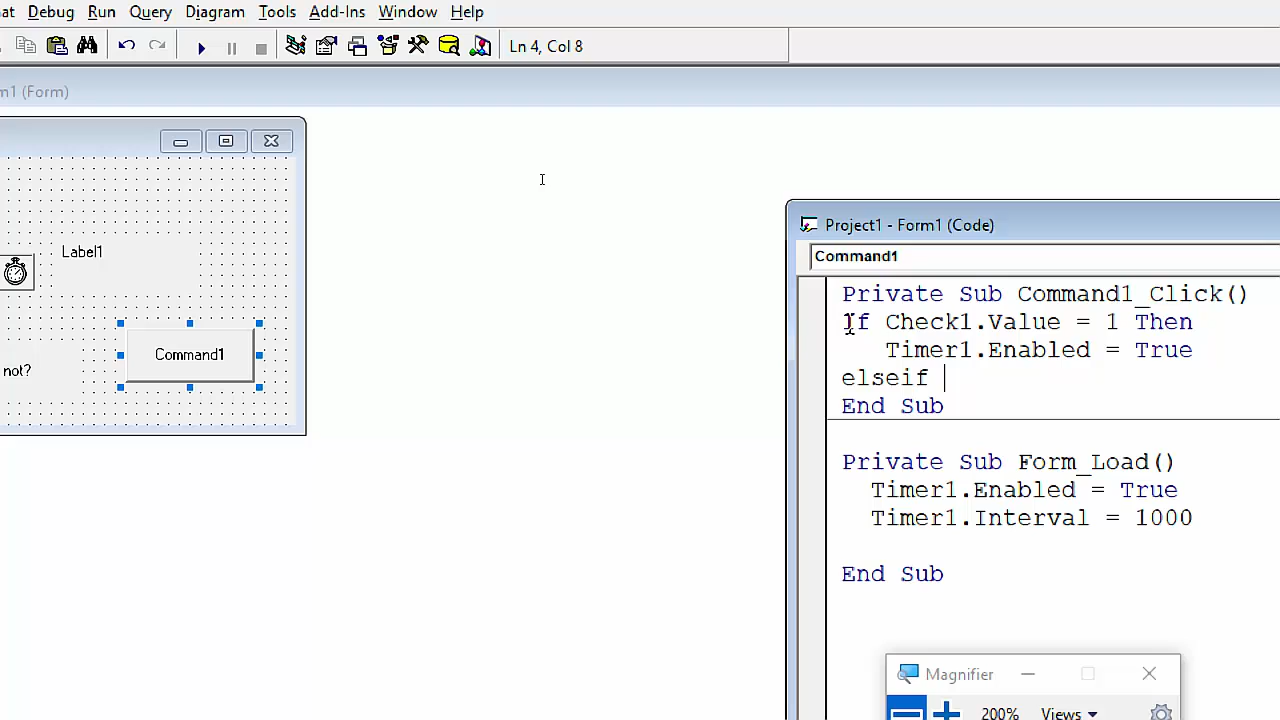 at Debug Run Query Diagram Tools Add-Ins Window Help
Ln 4, Col 8
m1 (Form)
Label1
not?
Command1
Project1 - Form1 (Code)
Command1
Private Sub Command1_Click()
If Check1.Value = 1 Then
Timer1.Enabled = True
elseif
End Sub
Private Sub Form_Load()
Timer1.Enabled = True
Timer1.Interval = 1000
End Sub
Magnifier
200% Views